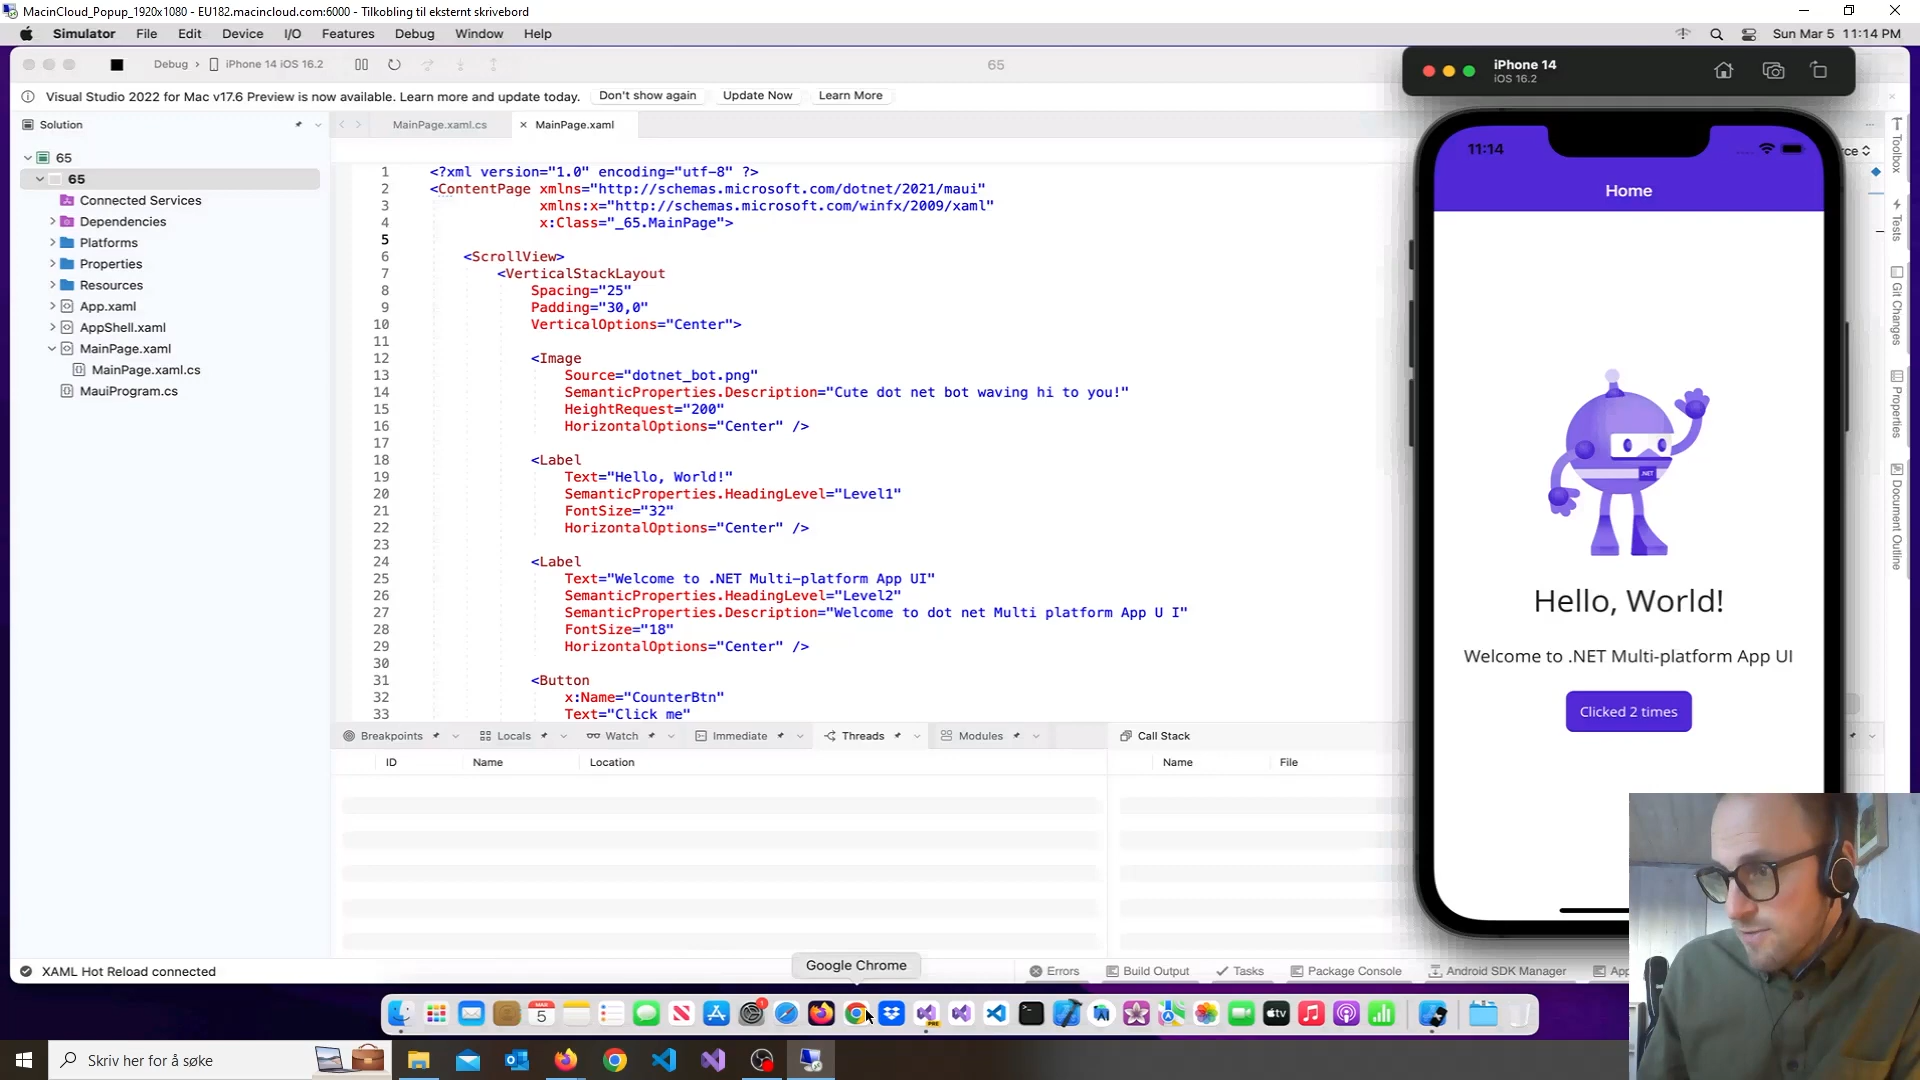 MacinCloud_Popup_1920x1080 - EU182.macincloud.com:6000 - Tilkobling til eksternt skrivebord
Simulator File Edit Device I/O Features Debug Window Help Sun Mar 5 11:14 PM
Debug › iPhone 14 iOS 16.2 65
Visual Studio 2022 for Mac v17.6 Preview is now available. Learn more and update today. Don't show again Update Now Learn More
Solution
65
65
Connected Services
Dependencies
Platforms
Properties
Resources
App.xaml
AppShell.xaml
MainPage.xaml
MainPage.xaml.cs
MauiProgram.cs
MainPage.xaml.cs MainPage.xaml
1 <?xml version="1.0" encoding="utf-8" ?>
2 <ContentPage xmlns="http://schemas.microsoft.com/dotnet/2021/maui"
3 xmlns:x="http://schemas.microsoft.com/winfx/2009/xaml"
4 x:Class="_65.MainPage">
5
6 <ScrollView>
7 <VerticalStackLayout
8 Spacing="25"
9 Padding="30,0"
10 VerticalOptions="Center">
11
12 <Image
13 Source="dotnet_bot.png"
14 SemanticProperties.Description="Cute dot net bot waving hi to you!"
15 HeightRequest="200"
16 HorizontalOptions="Center" />
17
18 <Label
19 Text="Hello, World!"
20 SemanticProperties.HeadingLevel="Level1"
21 FontSize="32"
22 HorizontalOptions="Center" />
23
24 <Label
25 Text="Welcome to .NET Multi-platform App UI"
26 SemanticProperties.HeadingLevel="Level2"
27 SemanticProperties.Description="Welcome to dot net Multi platform App U I"
28 FontSize="18"
29 HorizontalOptions="Center" />
30
31 <Button
32 x:Name="CounterBtn"
33 Text="Click me"
Breakpoints Locals Watch Immediate Threads Modules Call Stack
ID Name Location Name File
XAML Hot Reload connected
Errors Build Output Tasks Package Console Android SDK Manager
Google Chrome
iPhone 14
iOS 16.2
11:14
Home
.NET
Hello, World!
Welcome to .NET Multi-platform App UI
Clicked 2 times
Toolbox
Tests
Git Changes
Properties
Document Outline
MAR
5
PRE
tv
Skriv her for å søke